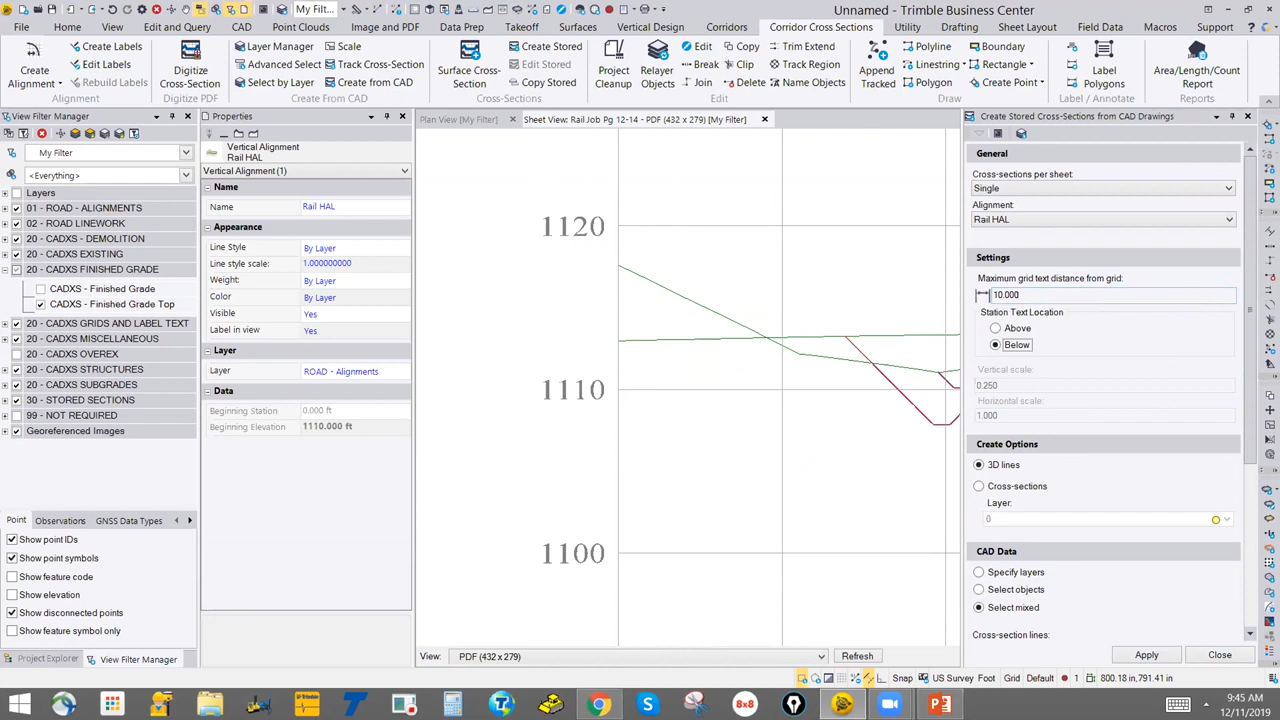 My Filter
Unnamed - Trimble Business Center
File
Home
View
Edit and Query
CAD
Point Clouds
Image and PDF
Data Prep
Takeoff
Surfaces
Vertical Design
Corridor
Corridor Cross Sections
Utility
Drafting
Sheet Layout
Field Data
Macros
Support
Create Alignment
Create Labels
Edit Labels
Rebuild Labels
Alignment
Digitize Cross-Section
Digitize PDF
Layer Manager
Advanced Select
Select by Layer
Scale
Track Cross-Section
Create from CAD
Create From CAD
Surface Cross-Section
Create Stored
Edit Stored
Copy Stored
Cross-Sections
Project Cleanup
Relayer Objects
Edit
Break
Join
Copy
Clip
Delete
Trim Extend
Track Region
Name Objects
Edit
Append Tracked
Polyline
Linestring
Polygon
Boundary
Rectangle
Create Point
Draw
Label Polygons
Label / Annotate
Area/Length/Count Report
Reports
View Filter Manager
My Filter
<Everything>
Layers
01 - ROAD - ALIGNMENTS
02 - ROAD LINEWORK
20 - CADXS - DEMOLITION
20 - CADXS EXISTING
20 - CADXS FINISHED GRADE
CADXS - Finished Grade
CADXS - Finished Grade Top
20 - CADXS GRIDS AND LABEL TEXT
20 - CADXS MISCELLANEOUS
20 - CADXS OVEREX
20 - CADXS STRUCTURES
20 - CADXS SUBGRADES
30 - STORED SECTIONS
99 - NOT REQUIRED
Georeferenced Images
Point
Observations
GNSS Data Types
Show point IDs
Show point symbols
Show feature code
Show elevation
Show disconnected points
Show feature symbol only
Project Explorer
View Filter Manager
Properties
Vertical Alignment
Rail HAL
Vertical Alignment (1)
Name
Name Rail HAL
Appearance
Line Style By Layer
Line style scale: 1.000000000
Weight: By Layer
Color By Layer
Visible Yes
Label in view Yes
Layer
Layer ROAD - Alignments
Data
Beginning Station 0.000 ft
Beginning Elevation 1110.000 ft
Plan View [My Filter]
Sheet View: Rail Job Pg 12-14 - PDF (432 x 279) [My Filter]
1120
1110
1100
View: PDF (432 x 279)
Refresh
Create Stored Cross-Sections from CAD Drawings
General
Cross-sections per sheet:
Single
Alignment:
Rail HAL
Settings
Maximum grid text distance from grid:
10.000
Station Text Location
Above
Below
Vertical scale:
0.250
Horizontal scale:
1.000
Create Options
3D lines
Cross-sections
Layer:
0
CAD Data
Specify layers
Select objects
Select mixed
Cross-section lines:
Apply
Close
Snap
US Survey Foot
Grid
Default
1
800.18 in,791.41 in
8x8
9:45 AM
12/11/2019